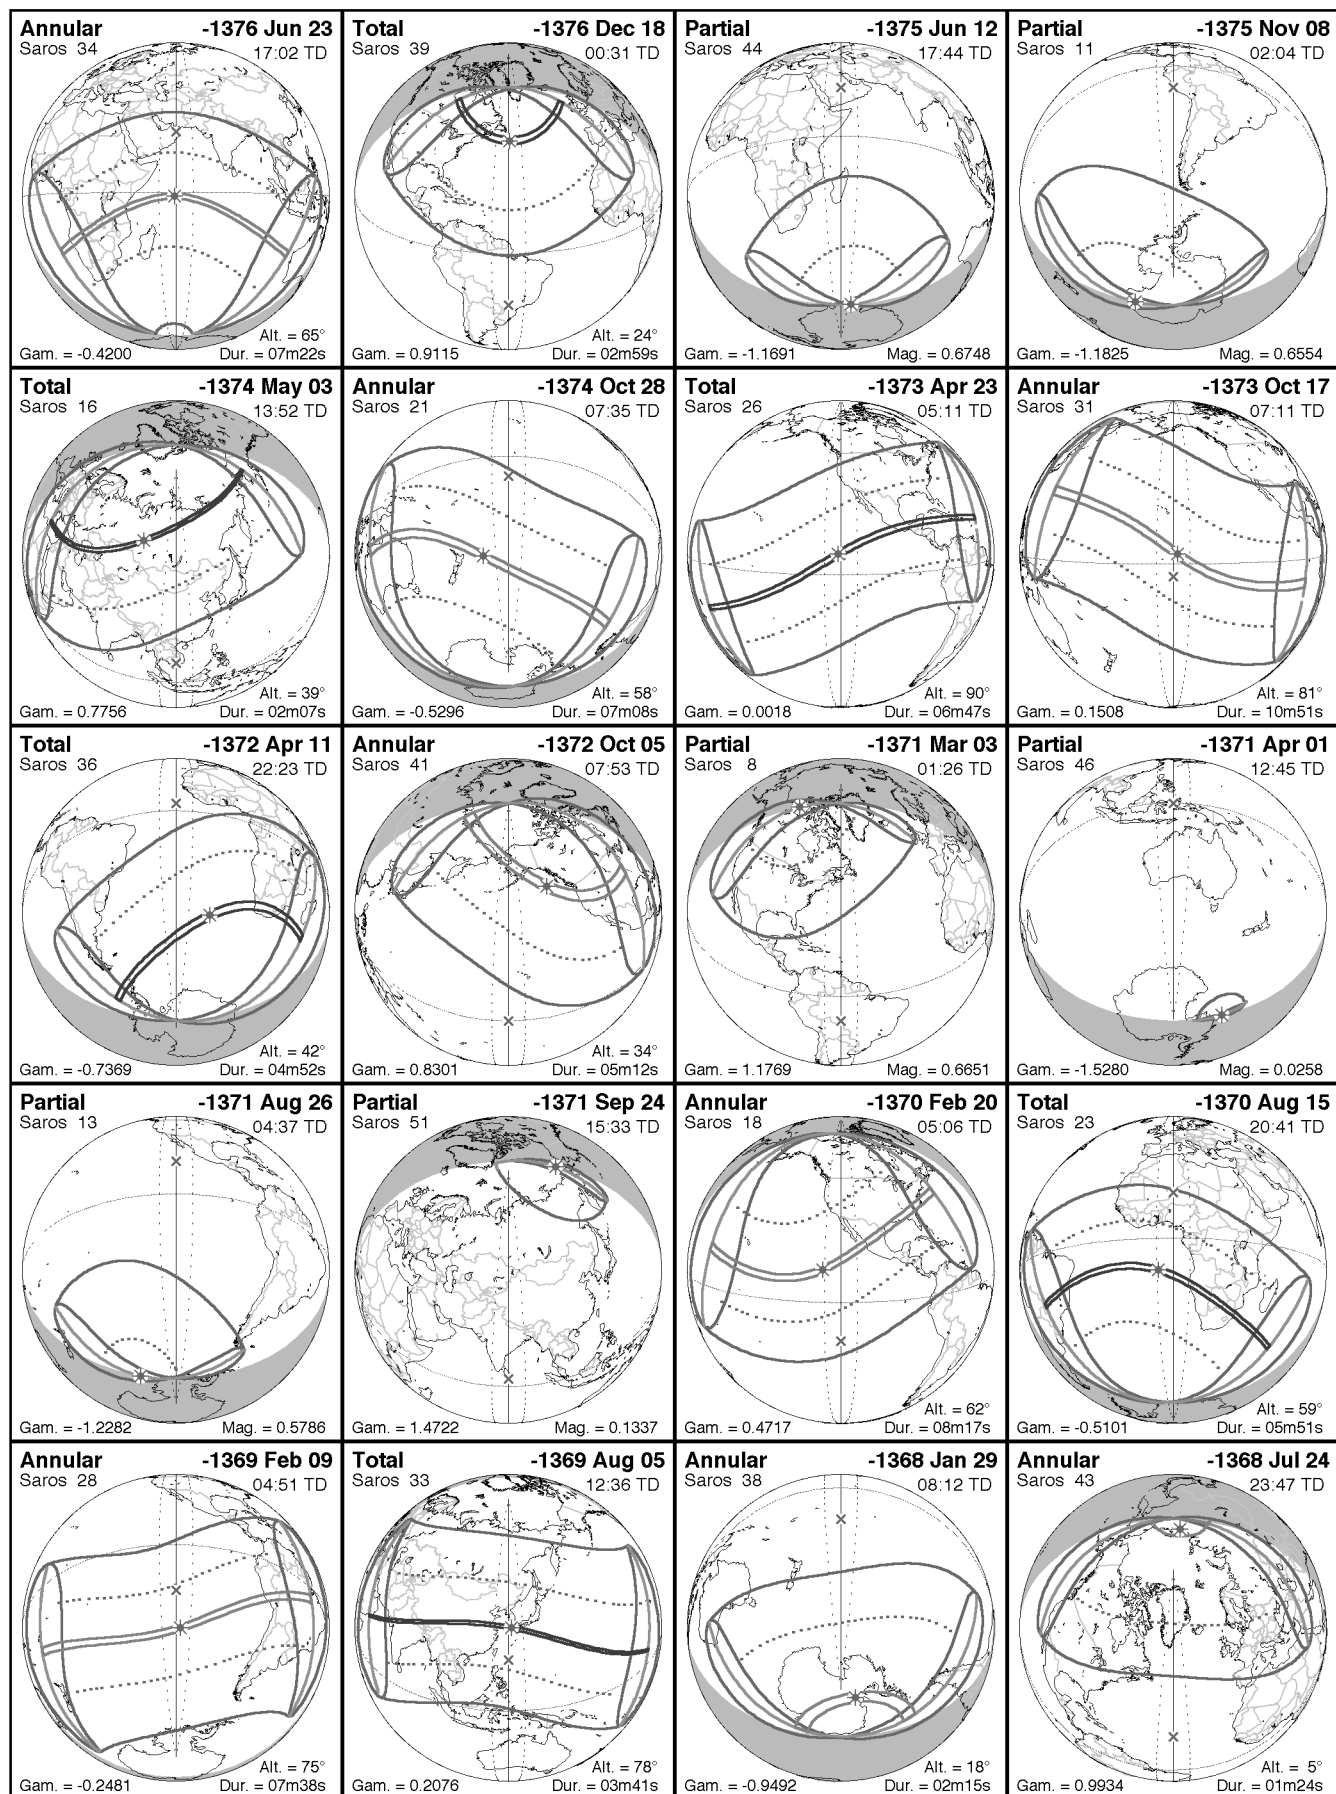 Annular -1376 Jun 23
Saros 34 17:02 TD
Alt. = 65°
Gam. = -0.4200 Dur. = 07m22s
Total -1376 Dec 18
Saros 39 00:31 TD
Alt. = 24°
Gam. = 0.9115 Dur. = 02m59s
Partial -1375 Jun 12
Saros 44 17:44 TD
Gam. = -1.1691 Mag. = 0.6748
Partial -1375 Nov 08
Saros 11 02:04 TD
Gam. = -1.1825 Mag. = 0.6554
Total -1374 May 03
Saros 16 13:52 TD
Alt. = 39°
Gam. = 0.7756 Dur. = 02m07s
Annular -1374 Oct 28
Saros 21 07:35 TD
Alt. = 58°
Gam. = -0.5296 Dur. = 07m08s
Total -1373 Apr 23
Saros 26 05:11 TD
Alt. = 90°
Gam. = 0.0018 Dur. = 06m47s
Annular -1373 Oct 17
Saros 31 07:11 TD
Alt. = 81°
Gam. = 0.1508 Dur. = 10m51s
Total -1372 Apr 11
Saros 36 22:23 TD
Alt. = 42°
Gam. = -0.7369 Dur. = 04m52s
Annular -1372 Oct 05
Saros 41 07:53 TD
Alt. = 34°
Gam. = 0.8301 Dur. = 05m12s
Partial -1371 Mar 03
Saros 8 01:26 TD
Gam. = 1.1769 Mag. = 0.6651
Partial -1371 Apr 01
Saros 46 12:45 TD
Gam. = -1.5280 Mag. = 0.0258
Partial -1371 Aug 26
Saros 13 04:37 TD
Gam. = -1.2282 Mag. = 0.5786
Partial -1371 Sep 24
Saros 51 15:33 TD
Gam. = 1.4722 Mag. = 0.1337
Annular -1370 Feb 20
Saros 18 05:06 TD
Alt. = 62°
Gam. = 0.4717 Dur. = 08m17s
Total -1370 Aug 15
Saros 23 20:41 TD
Alt. = 59°
Gam. = -0.5101 Dur. = 05m51s
Annular -1369 Feb 09
Saros 28 04:51 TD
Alt. = 75°
Gam. = -0.2481 Dur. = 07m38s
Total -1369 Aug 05
Saros 33 12:36 TD
Alt. = 78°
Gam. = 0.2076 Dur. = 03m41s
Annular -1368 Jan 29
Saros 38 08:12 TD
Alt. = 18°
Gam. = -0.9492 Dur. = 02m15s
Annular -1368 Jul 24
Saros 43 23:47 TD
Alt. = 5°
Gam. = 0.9934 Dur. = 01m24s